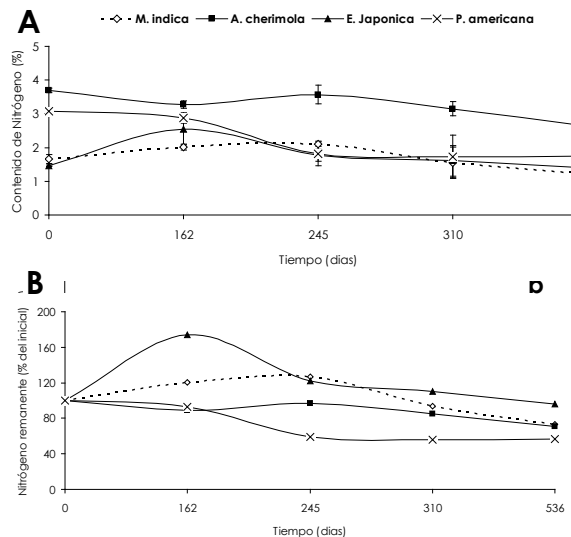 A
M. indica A. cherimola E. Japonica P. americana
Contenido de Nitrógeno (%)
5
4
3
2
1
0
0 162 245 310
Tiempo (dias)
B
b
Nitrógeno remanente (% del inicial)
200
160
120
80
40
0
0 162 245 310 536
Tiempo (días)